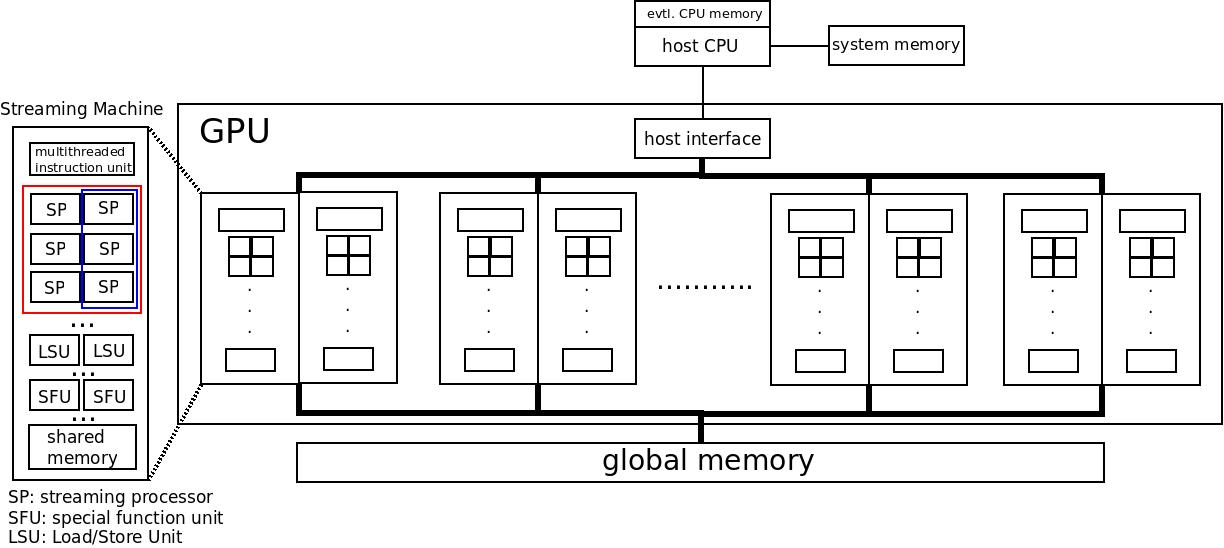 evtl. CPU memory
host CPU
system memory
Streaming Machine
GPU
host interface
multithreaded
instruction unit
SP SP
SP SP
SP SP
...
LSU LSU
...
SFU SFU
...
shared
memory
...........
global memory
SP: streaming processor
SFU: special function unit
LSU: Load/Store Unit